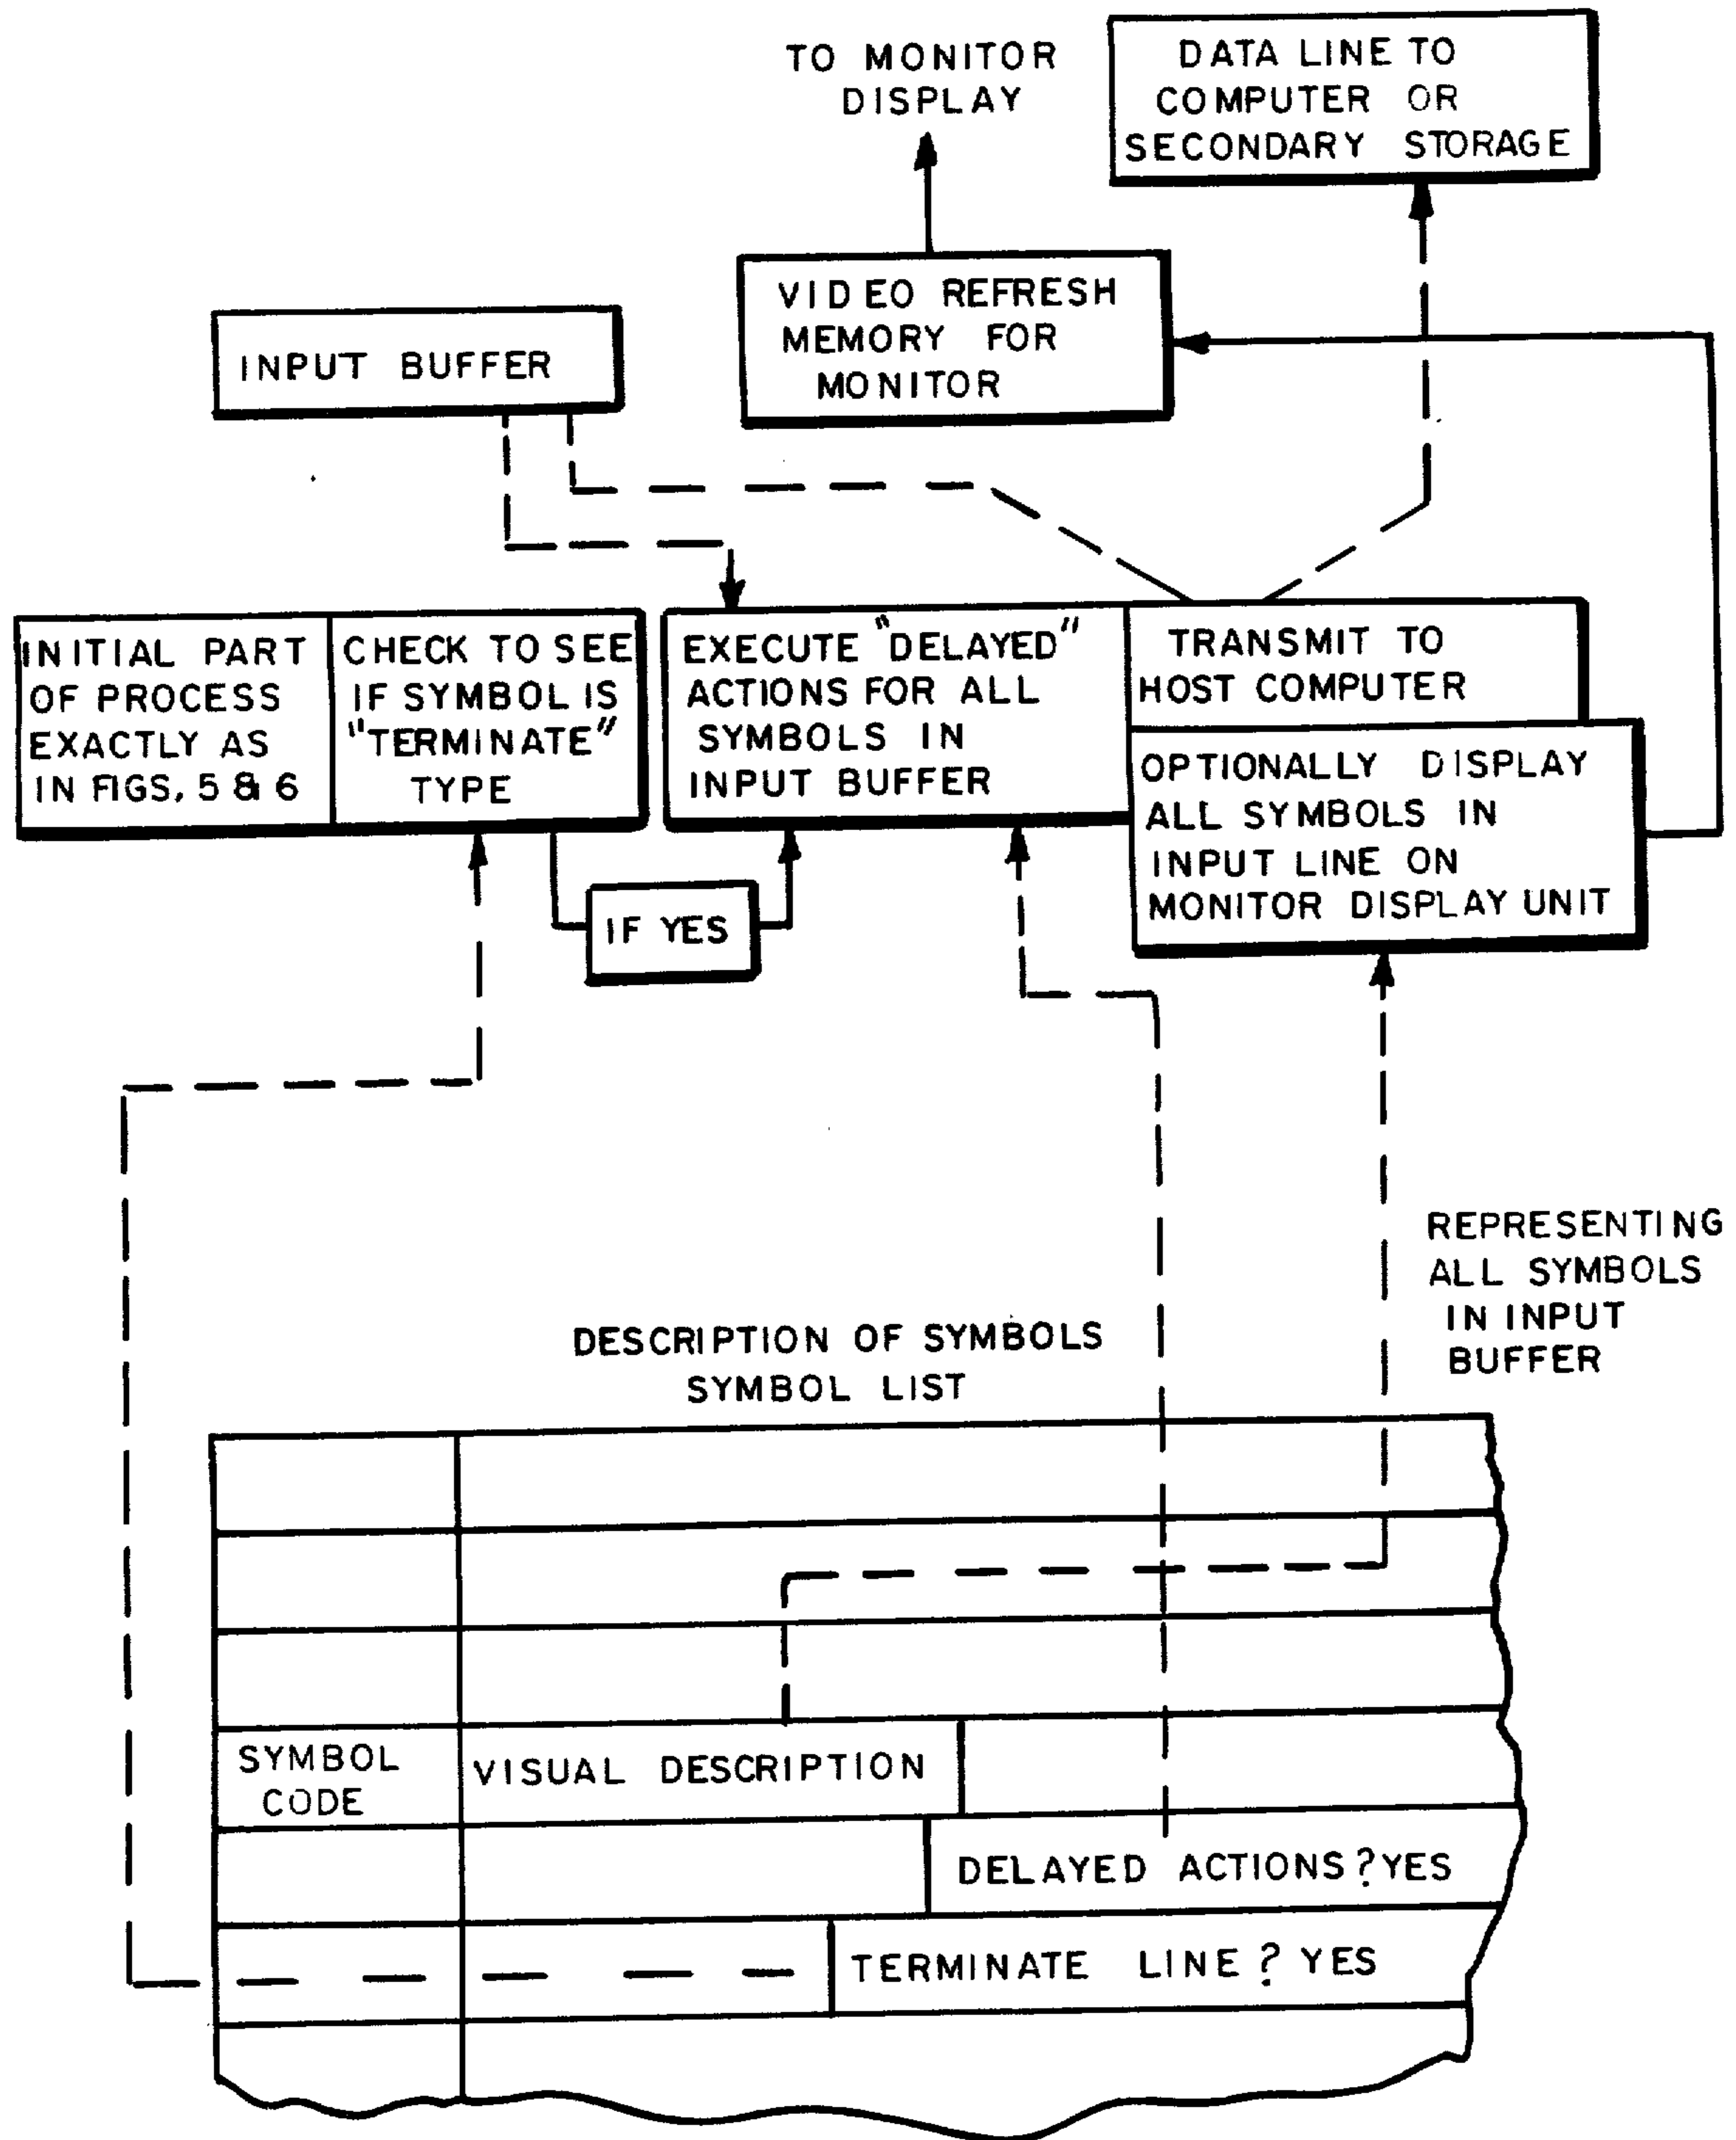 TO MONITOR
DISPLAY
DATA LINE TO
COMPUTER OR
SECONDARY STORAGE
VIDEO REFRESH
MEMORY FOR
MONITOR
INPUT BUFFER
INITIAL PART
OF PROCESS
EXACTLY AS
IN FIGS. 5 & 6
CHECK TO SEE
IF SYMBOL IS
"TERMINATE"
TYPE
EXECUTE "DELAYED"
ACTIONS FOR ALL
SYMBOLS IN
INPUT BUFFER
TRANSMIT TO
HOST COMPUTER
OPTIONALLY DISPLAY
ALL SYMBOLS IN
INPUT LINE ON
MONITOR DISPLAY UNIT
IF YES
REPRESENTING
ALL SYMBOLS
IN INPUT
BUFFER
DESCRIPTION OF SYMBOLS
SYMBOL LIST
SYMBOL
CODE
VISUAL DESCRIPTION
DELAYED ACTIONS? YES
TERMINATE LINE? YES